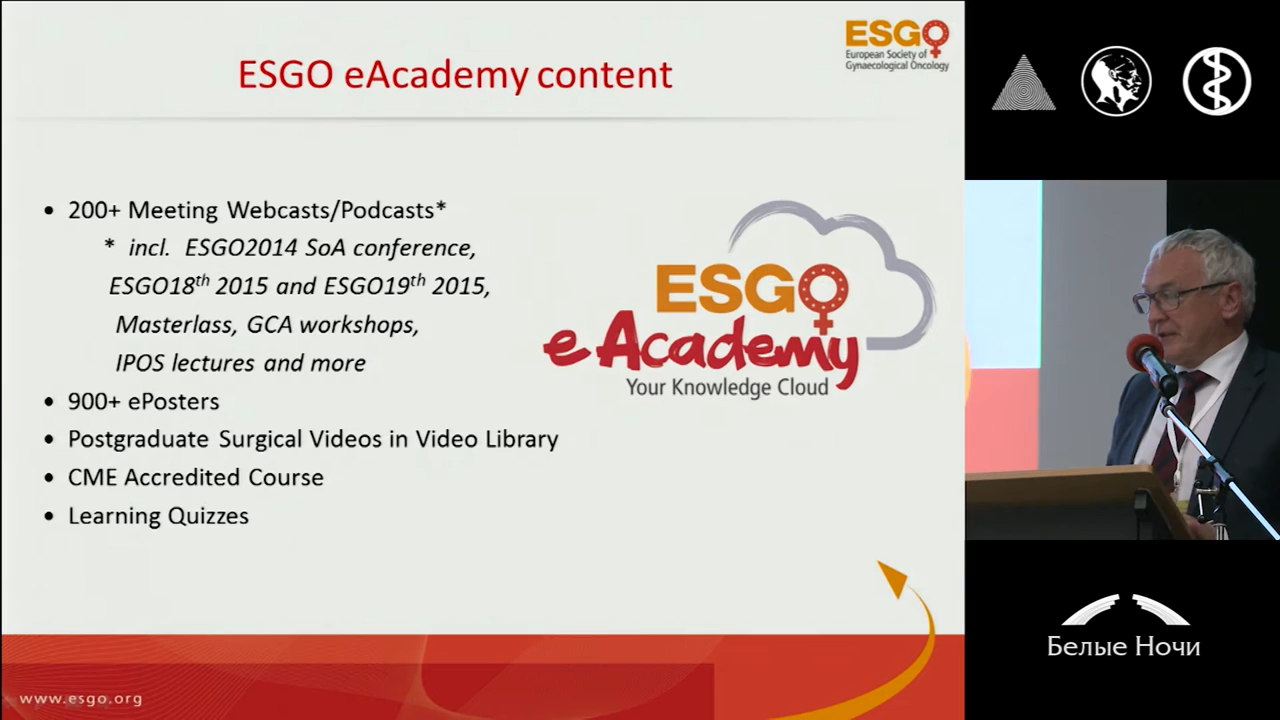 ESGO
European Society of
Gynaecological Oncology
ESGO eAcademy content
• 200+ Meeting Webcasts/Podcasts*
* incl. ESGO2014 SoA conference,
ESGO18th 2015 and ESGO19th 2015,
Masterlass, GCA workshops,
IPOS lectures and more
• 900+ ePosters
• Postgraduate Surgical Videos in Video Library
• CME Accredited Course
• Learning Quizzes
ESGO
eAcademy
Your Knowledge Cloud
www.esgo.org
Белые Ночи